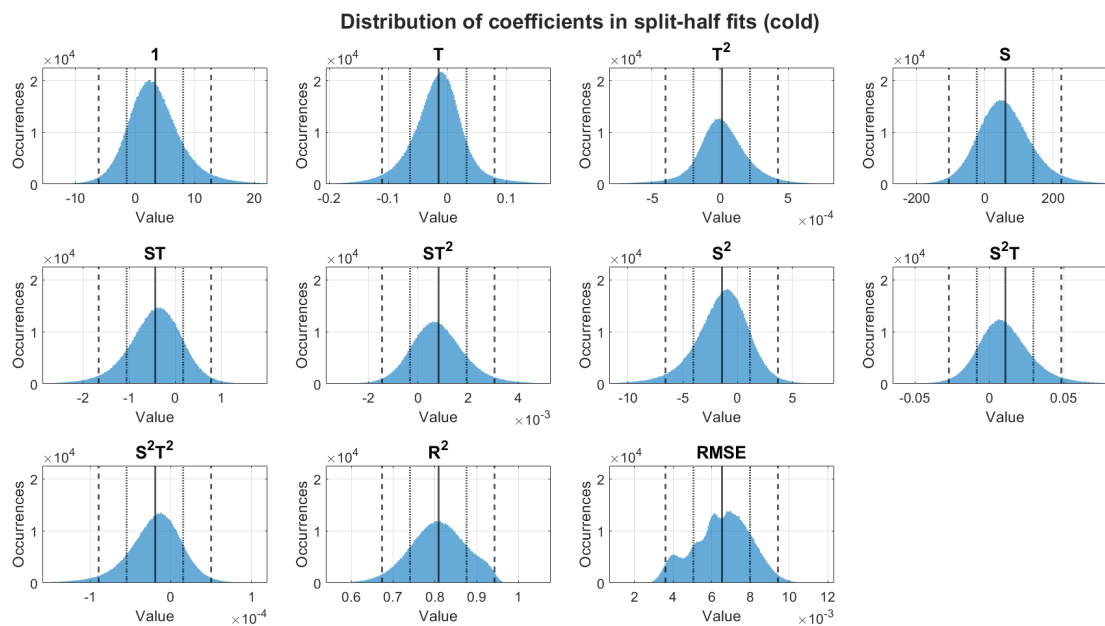 Distribution of coefficients in split-half fits (cold)
1
×10⁴
Occurrences
2
1
0
-10 0 10 20
Value
T
×10⁴
Occurrences
2
1
0
-0.2 -0.1 0 0.1
Value
T²
×10⁴
Occurrences
2
1
0
-5 0 5
×10⁻⁴
Value
S
×10⁴
Occurrences
2
1
0
-200 0 200
Value
ST
×10⁴
Occurrences
2
1
0
-2 -1 0 1
Value
ST²
×10⁴
Occurrences
2
1
0
-2 0 2 4
×10⁻³
Value
S²
×10⁴
Occurrences
2
1
0
-10 -5 0 5
Value
S²T
×10⁴
Occurrences
2
1
0
-0.05 0 0.05
Value
S²T²
×10⁴
Occurrences
2
1
0
-1 0 1
×10⁻⁴
Value
R²
×10⁴
Occurrences
2
1
0
0.6 0.7 0.8 0.9 1
Value
RMSE
×10⁴
Occurrences
2
1
0
2 4 6 8 10 12
×10⁻³
Value